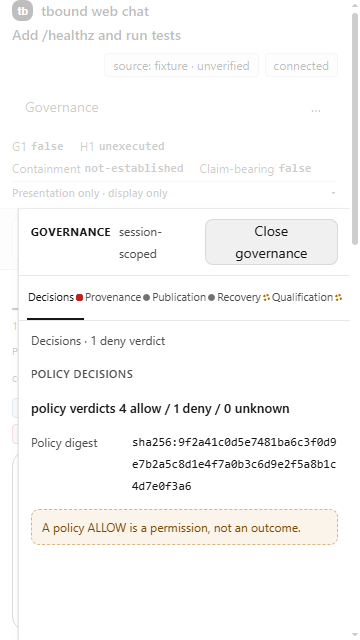 tb tbound web chat
Add /healthz and run tests
source: fixture · unverified connected
Governance ...
G1 false H1 unexecuted
Containment not-established Claim-bearing false
Presentation only · display only
GOVERNANCE session-scoped
Close governance
Decisions Provenance Publication Recovery Qualification
Decisions · 1 deny verdict
POLICY DECISIONS
policy verdicts 4 allow / 1 deny / 0 unknown
Policy digest sha256:9f2a41c0d5e7481ba6c3f0d9
e7b2a5c8d1e4f7a0b3c6d9e2f5a8b1c
4d7e0f3a6
A policy ALLOW is a permission, not an outcome.